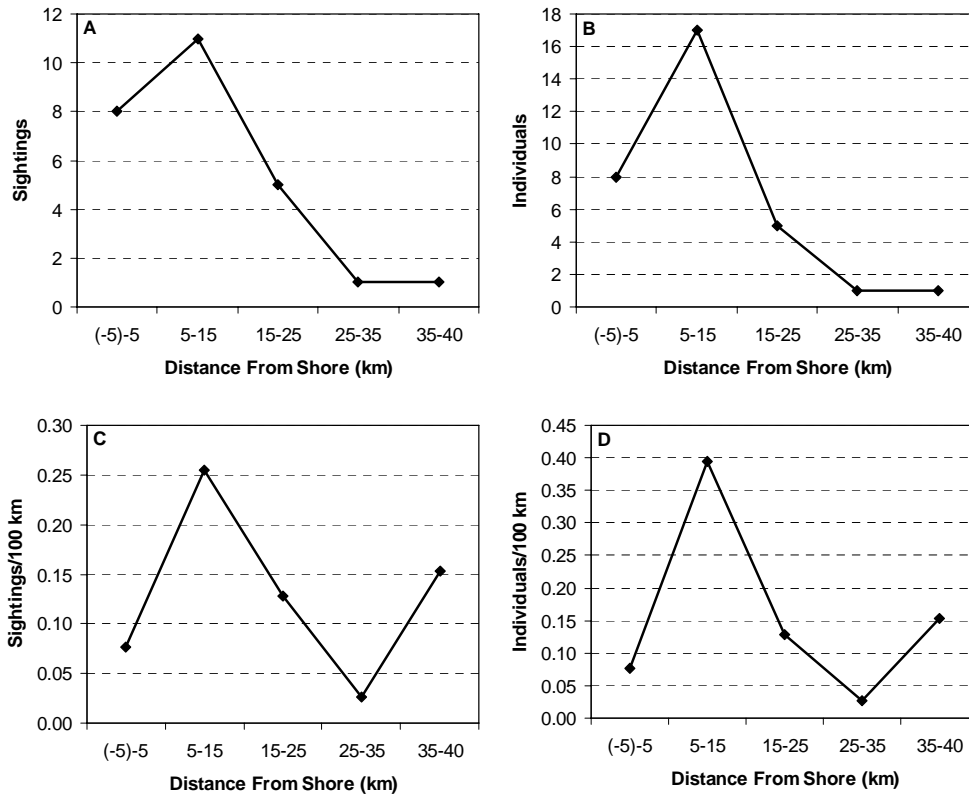 A
12
10
8
6
4
2
0
Sightings
(-5)-5 5-15 15-25 25-35 35-40
Distance From Shore (km)
B
18
16
14
12
10
8
6
4
2
0
Individuals
(-5)-5 5-15 15-25 25-35 35-40
Distance From Shore (km)
C
0.30
0.25
0.20
0.15
0.10
0.05
0.00
Sightings/100 km
(-5)-5 5-15 15-25 25-35 35-40
Distance From Shore (km)
D
0.45
0.40
0.35
0.30
0.25
0.20
0.15
0.10
0.05
0.00
Individuals/100 km
(-5)-5 5-15 15-25 25-35 35-40
Distance From Shore (km)